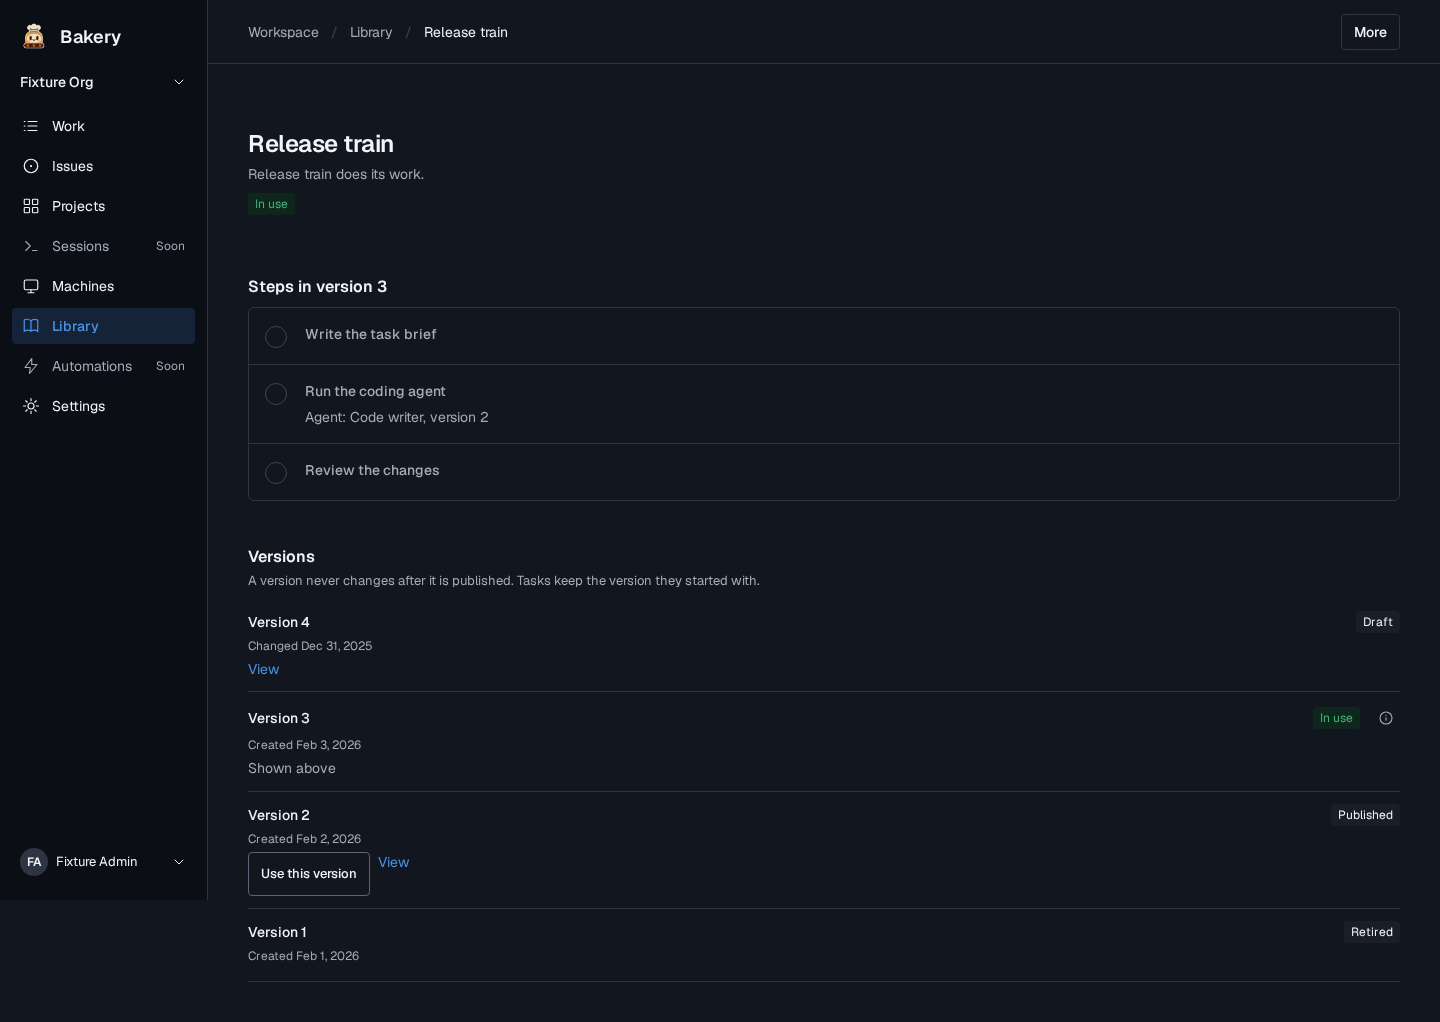 Bakery
Fixture Org
Work
Issues
Projects
Sessions Soon
Machines
Library
Automations Soon
Settings
FA Fixture Admin
Workspace / Library / Release train
More
Release train
Release train does its work.
In use
Steps in version 3
Write the task brief
Run the coding agent
Agent: Code writer, version 2
Review the changes
Versions
A version never changes after it is published. Tasks keep the version they started with.
Version 4 Draft
Changed Dec 31, 2025
View
Version 3 In use
Created Feb 3, 2026
Shown above
Version 2 Published
Created Feb 2, 2026
Use this version View
Version 1 Retired
Created Feb 1, 2026